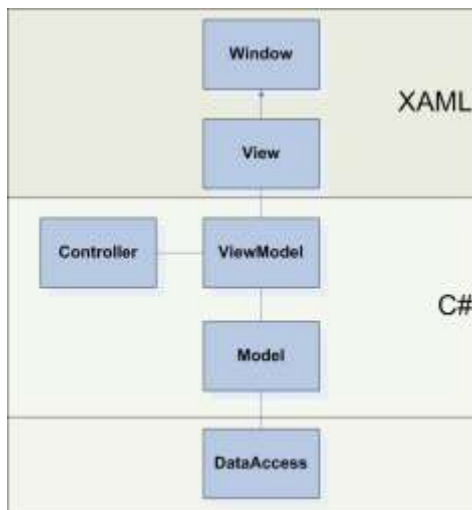 Window
XAML
View
Controller
ViewModel
C#
Model
DataAccess